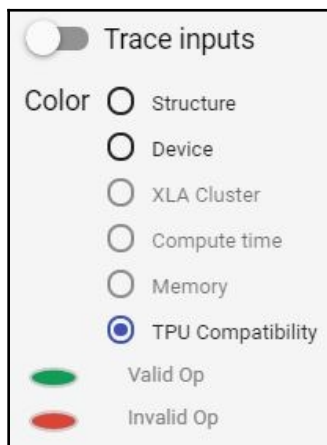 Trace inputs
Color Structure
Device
XLA Cluster
Compute time
Memory
TPU Compatibility
Valid Op
Invalid Op